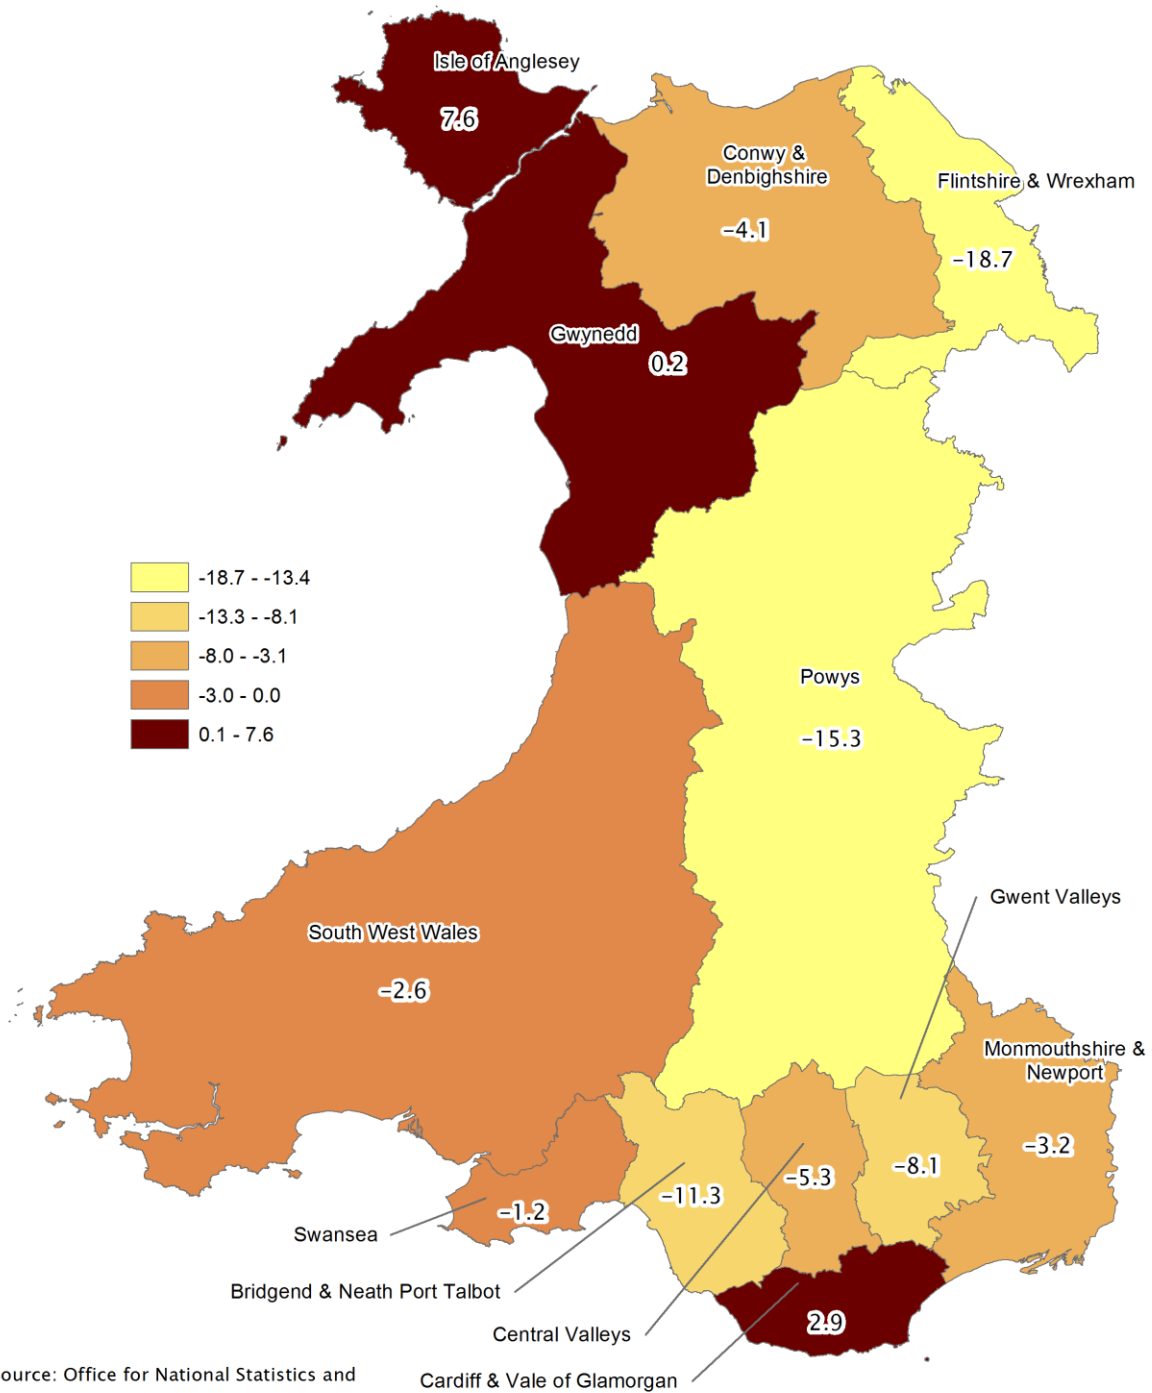 Isle of Anglesey
7.6
Conwy &
Denbighshire
–4.1
Flintshire & Wrexham
–18.7
Gwynedd
0.2
-18.7 - -13.4
-13.3 - -8.1
-8.0 - -3.1
-3.0 - 0.0
0.1 - 7.6
Powys
–15.3
Gwent Valleys
South West Wales
–2.6
Monmouthshire &
Newport
–3.2
–8.1
–5.3
–11.3
–1.2
Swansea
Bridgend & Neath Port Talbot
2.9
Central Valleys
Cardiff & Vale of Glamorgan
ource: Office for National Statistics and